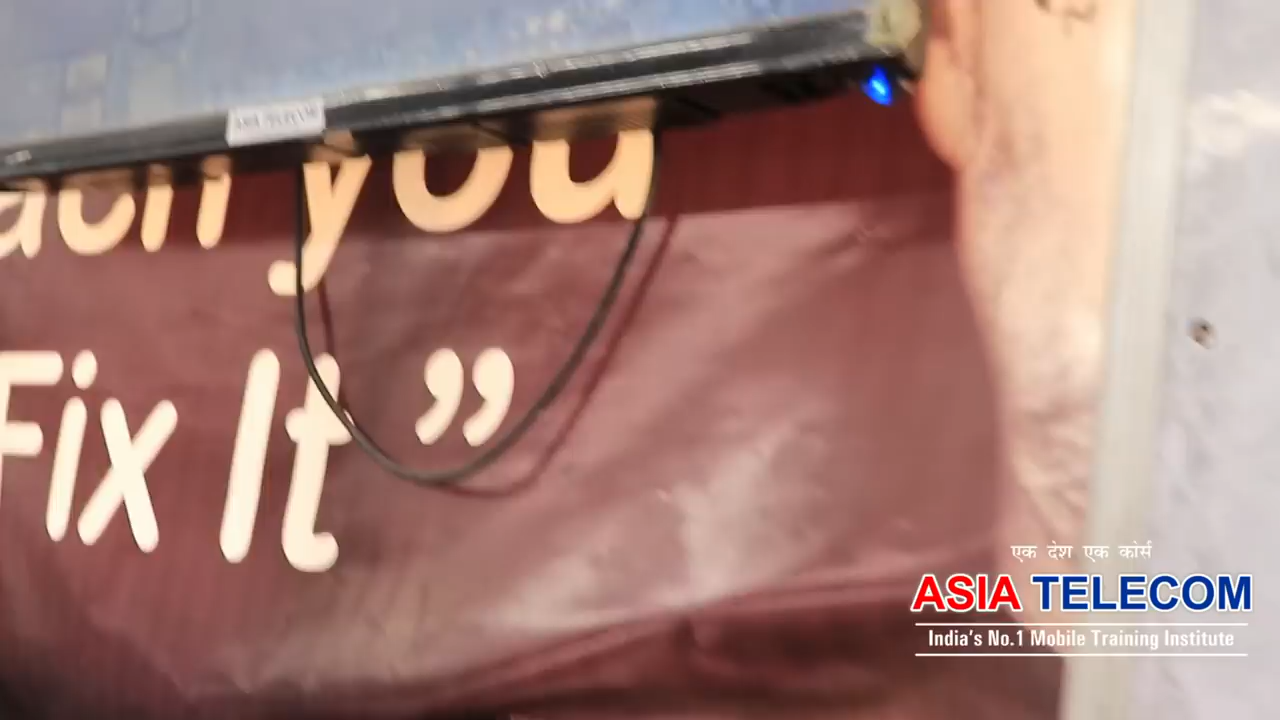 you
Fix It ”
एक देश एक कोर्स
ASIA TELECOM
India's No.1 Mobile Training Institute